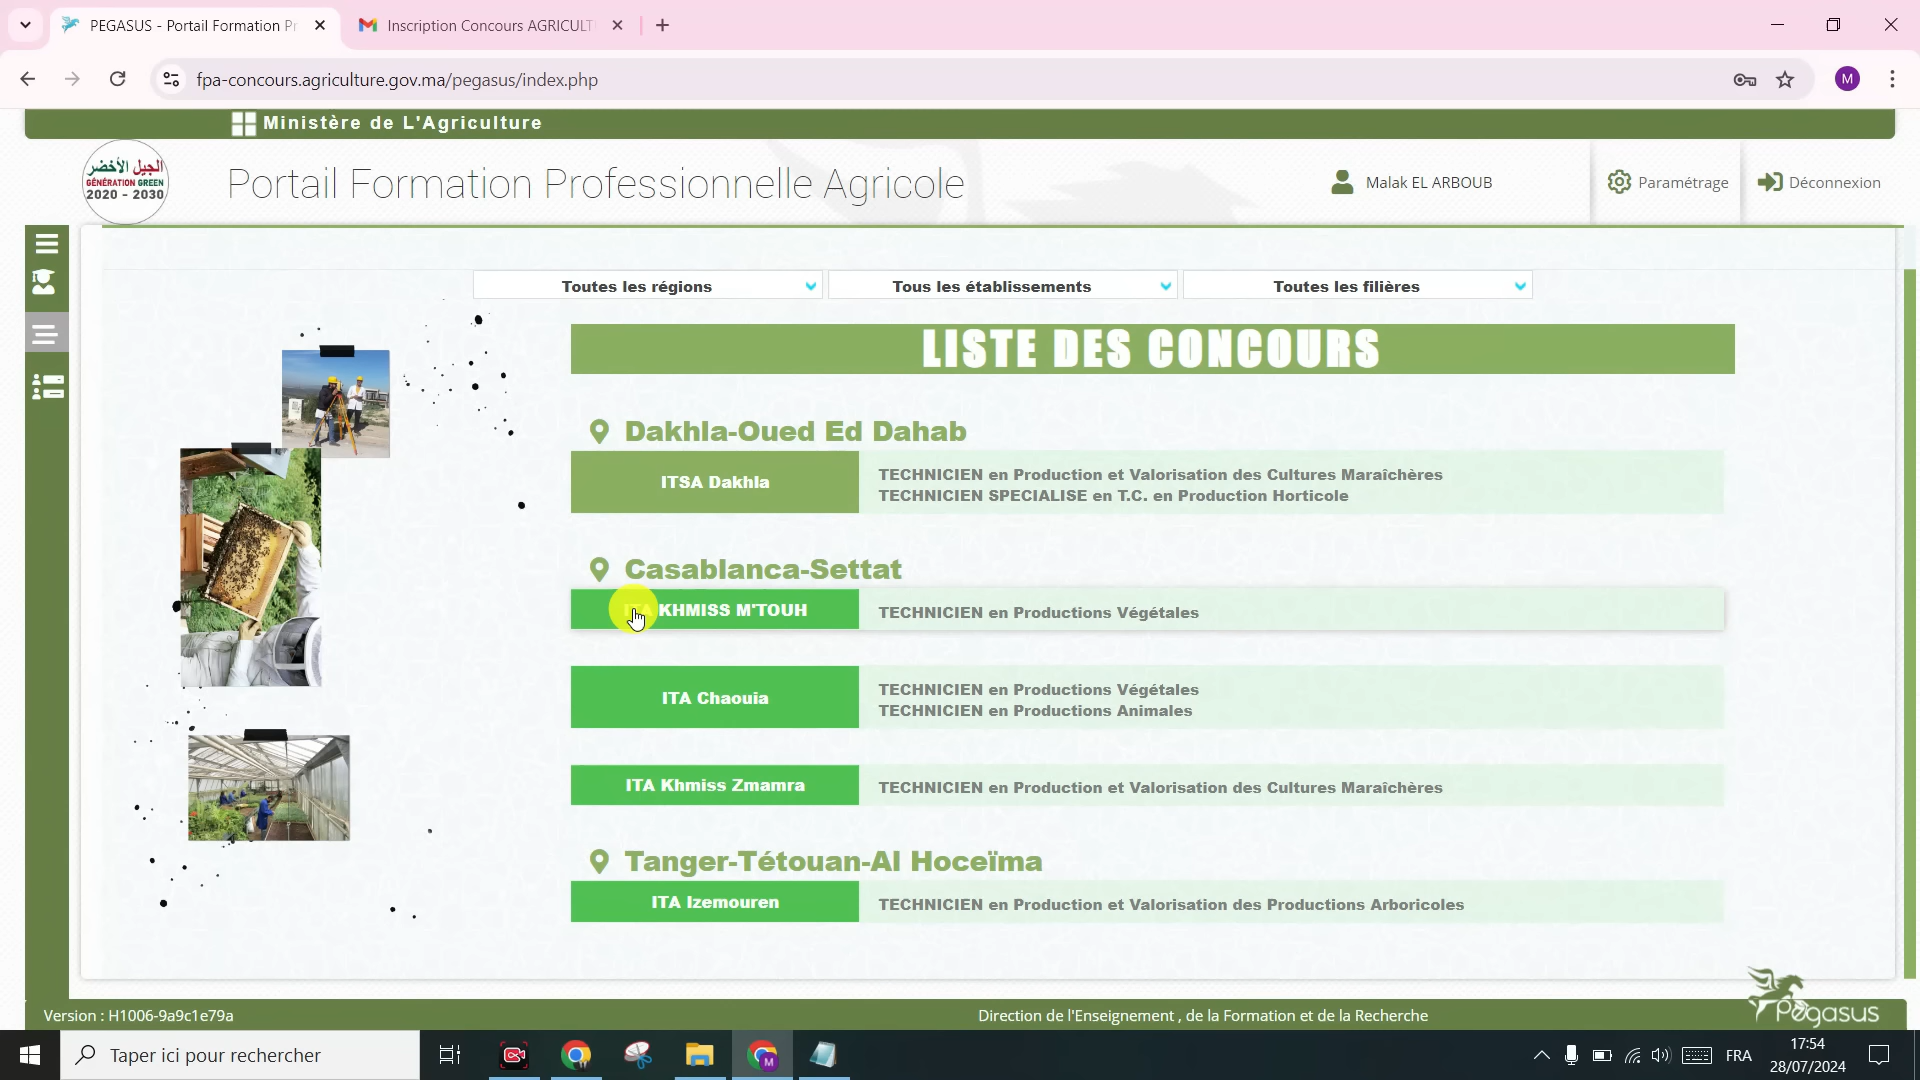 PEGASUS - Portail Formation Pr
Inscription Concours AGRICULT
fpa-concours.agriculture.gov.ma/pegasus/index.php
M
Ministère de L'Agriculture
الجيل الأخضر
GÉNÉRATION GREEN
2020 - 2030
Portail Formation Professionnelle Agricole
Malak EL ARBOUB
Paramétrage
Déconnexion
Toutes les régions
Tous les établissements
Toutes les filières
LISTE DES CONCOURS
Dakhla-Oued Ed Dahab
ITSA Dakhla
TECHNICIEN en Production et Valorisation des Cultures Maraîchères
TECHNICIEN SPECIALISE en T.C. en Production Horticole
Casablanca-Settat
ITA KHMISS M'TOUH
TECHNICIEN en Productions Végétales
ITA Chaouia
TECHNICIEN en Productions Végétales
TECHNICIEN en Productions Animales
ITA Khmiss Zmamra
TECHNICIEN en Production et Valorisation des Cultures Maraîchères
Tanger-Tétouan-Al Hoceïma
ITA Izemouren
TECHNICIEN en Production et Valorisation des Productions Arboricoles
Pégasus
Version : H1006-9a9c1e79a
Direction de l'Enseignement , de la Formation et de la Recherche
Taper ici pour rechercher
M
FRA
17:54
28/07/2024